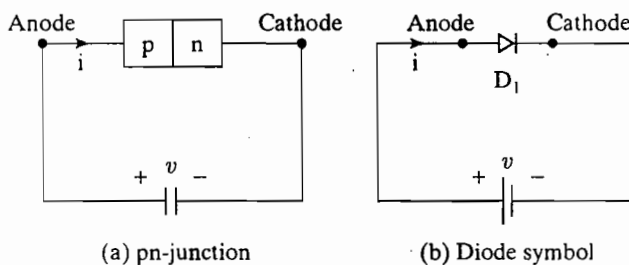 Anode Cathode
i p n
+ v −
(a) pn-junction
Anode Cathode
i D1
+ v −
(b) Diode symbol